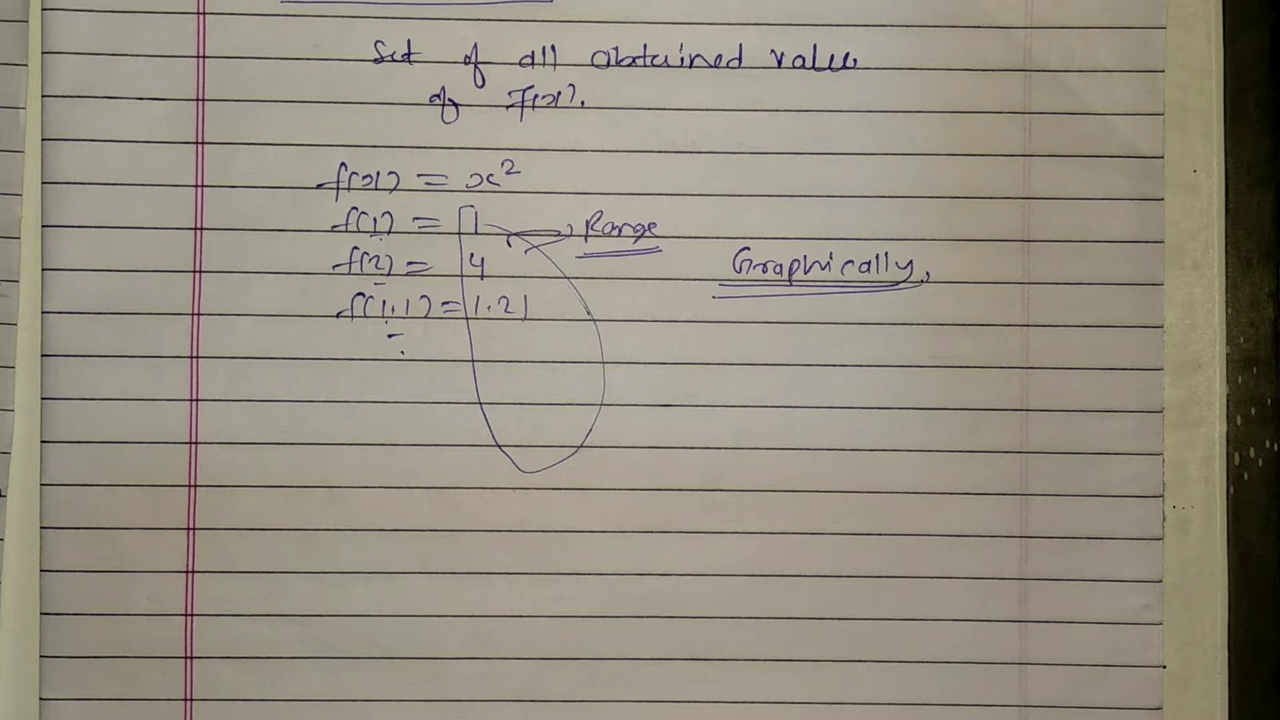 Set of all obtained value
of F(x).
f(x) = x²
f(1) = 1 → Range
f(2) = 4
Graphically,
f(1.1) = 1.21